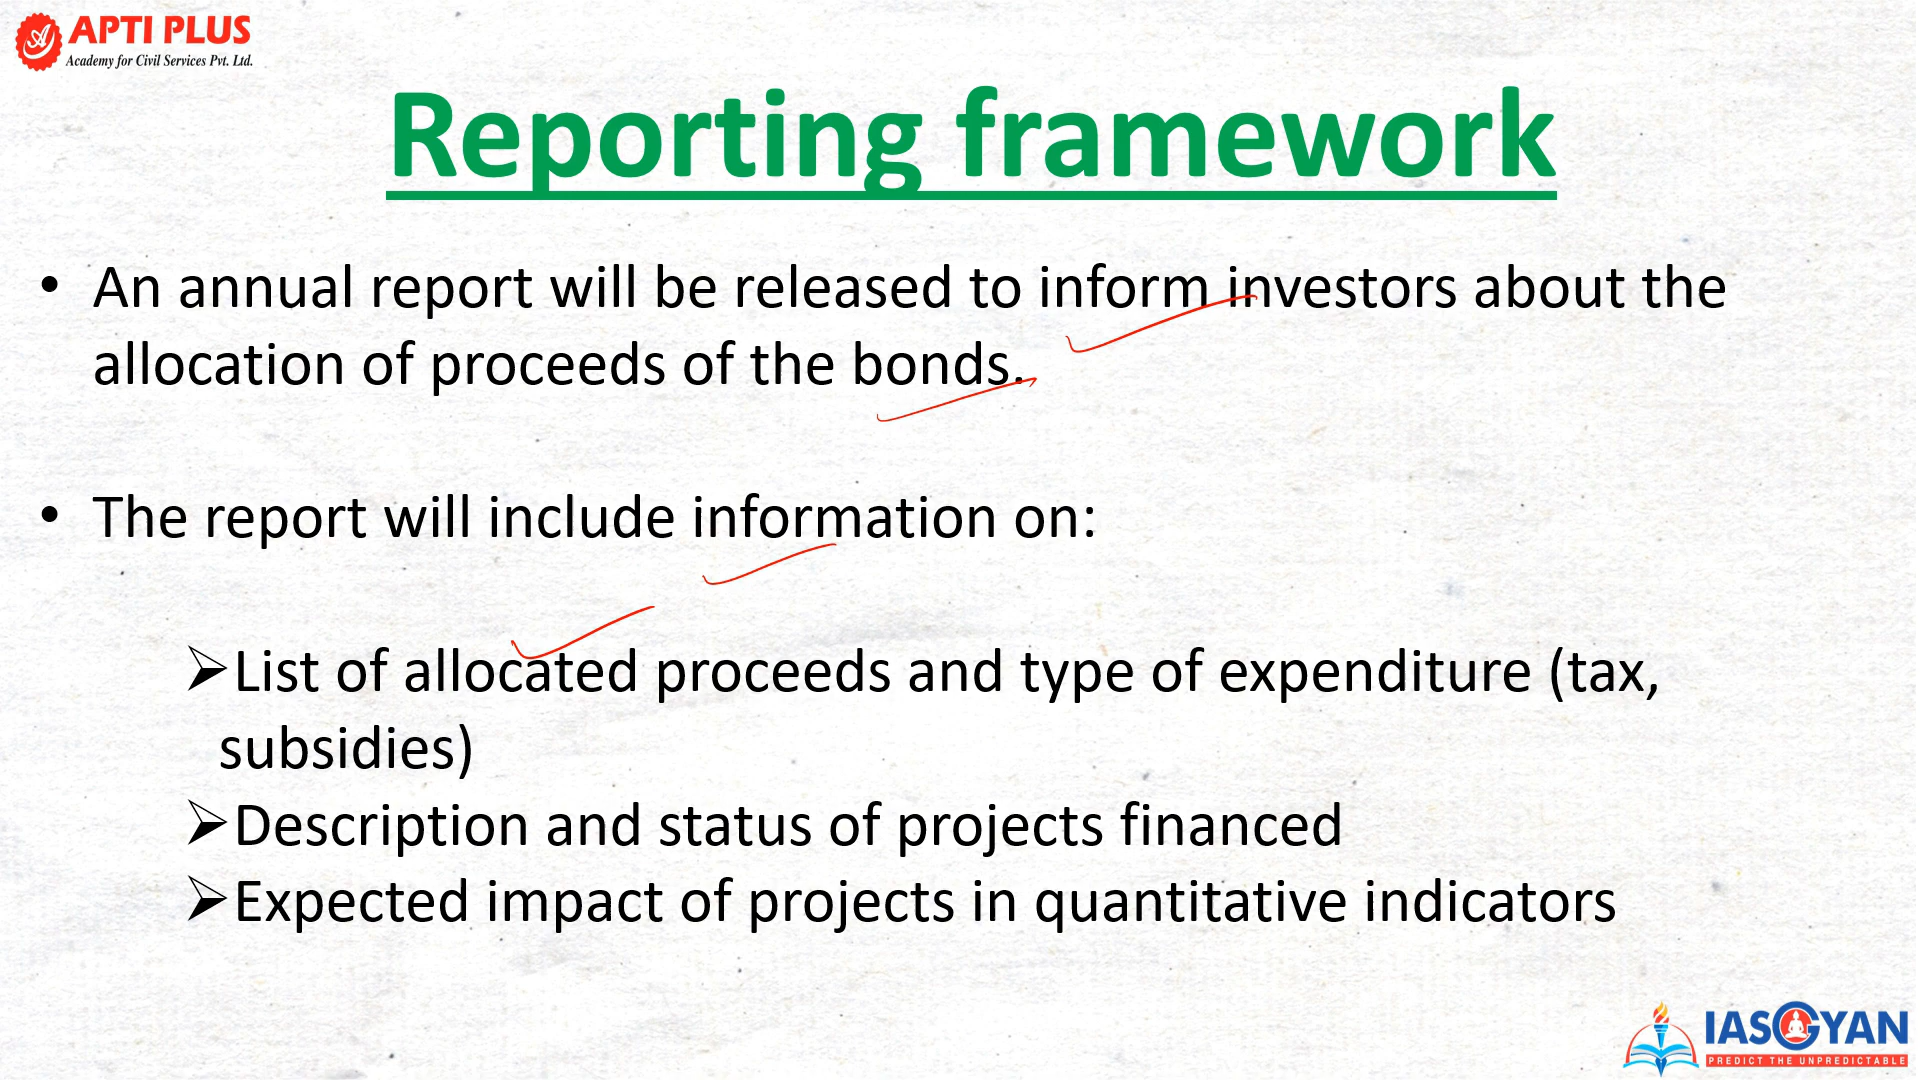 APTI PLUS
Academy for Civil Services Pvt. Ltd.
Reporting framework
• An annual report will be released to inform investors about the
allocation of proceeds of the bonds.
• The report will include information on:
➢List of allocated proceeds and type of expenditure (tax,
subsidies)
➢Description and status of projects financed
➢Expected impact of projects in quantitative indicators
IASGYAN
PREDICT THE UNPREDICTABLE